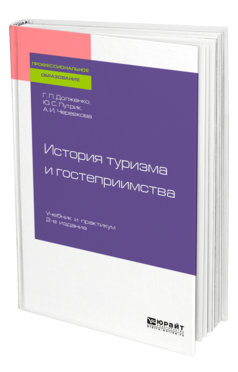 ПРОФЕССИОНАЛЬНОЕ
ОБРАЗОВАНИЕ
Г. П. Долженко,
Ю. С. Путрик,
А. И. Черевкова
История туризма
и гостеприимства
Учебник и практикум
2-е издание
юрайт